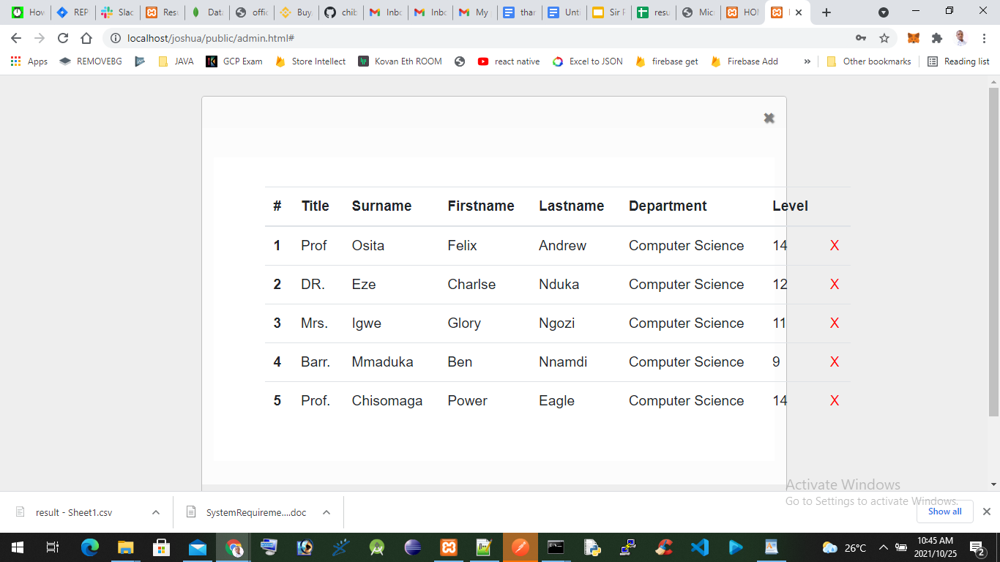 How REP Slac Resu Data offic Buy chib Inbo Inbo My thar Unti Sir F resu Micr HOI
localhost/joshua/public/admin.html#
Apps REMOVEBG JAVA GCP Exam Store Intellect Kovan Eth ROOM react native Excel to JSON firebase get Firebase Add » Other bookmarks Reading list
# Title Surname Firstname Lastname Department Level
1 Prof Osita Felix Andrew Computer Science 14 X
2 DR. Eze Charlse Nduka Computer Science 12 X
3 Mrs. Igwe Glory Ngozi Computer Science 11 X
4 Barr. Mmaduka Ben Nnamdi Computer Science 9 X
5 Prof. Chisomaga Power Eagle Computer Science 14 X
Activate Windows
Go to Settings to activate Windows.
result - Sheet1.csv SystemRequireme....doc Show all
26°C 10:45 AM
2021/10/25 2